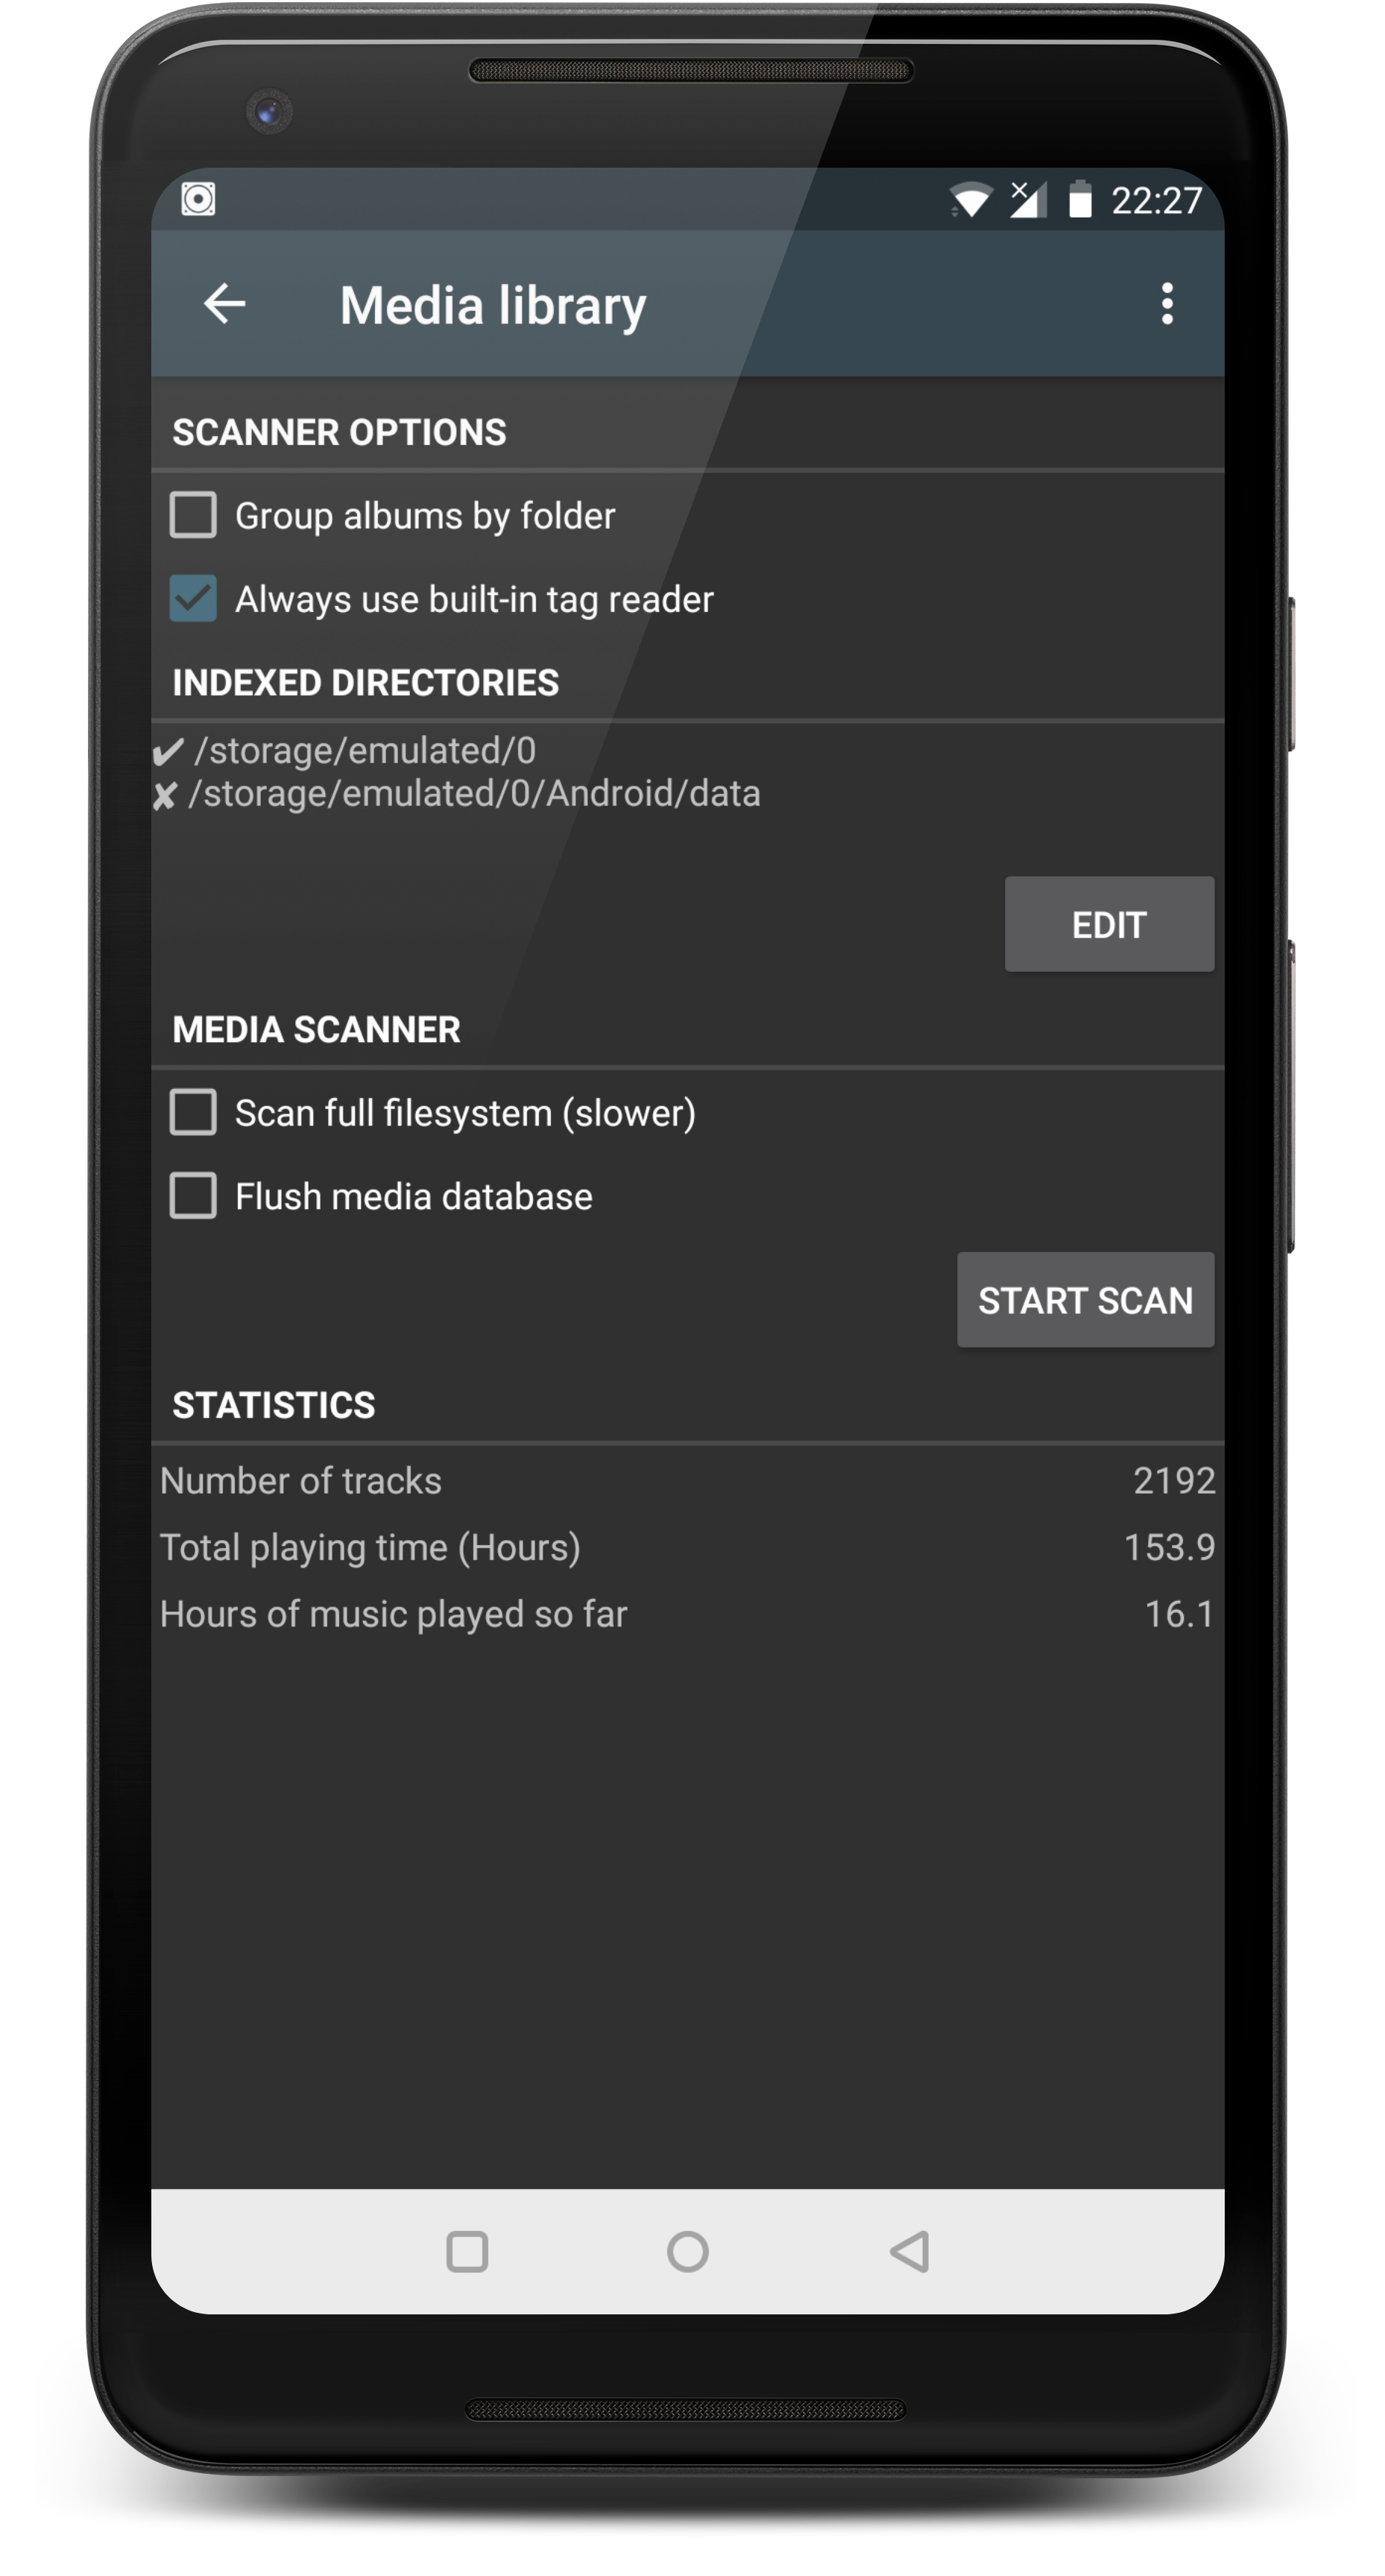 22:27
Media library
SCANNER OPTIONS
Group albums by folder
Always use built-in tag reader
INDEXED DIRECTORIES
✔ /storage/emulated/0
✘ /storage/emulated/0/Android/data
EDIT
MEDIA SCANNER
Scan full filesystem (slower)
Flush media database
START SCAN
STATISTICS
Number of tracks 2192
Total playing time (Hours) 153.9
Hours of music played so far 16.1